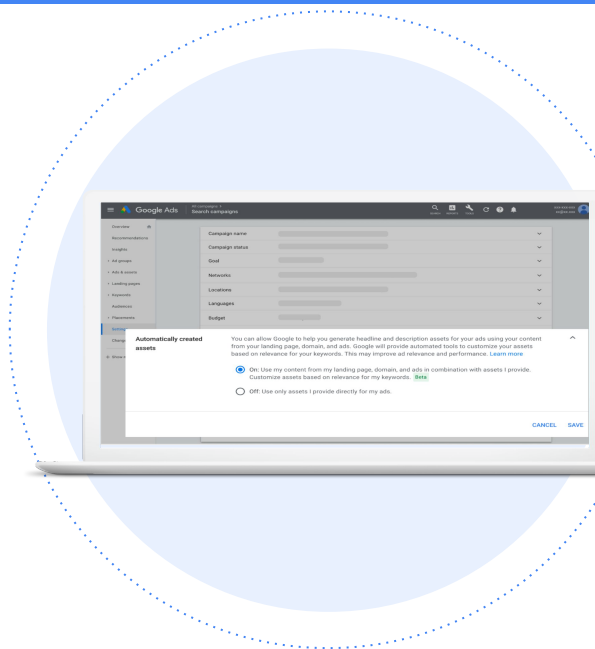 Google Ads
All campaigns >
Search campaigns
Overview
Recommendations
Insights
Ad groups
Ads & assets
Landing pages
Keywords
Audiences
Placements
Campaign name
Campaign status
Goal
Networks
Locations
Languages
Budget
Automatically created
assets
You can allow Google to help you generate headline and description assets for your ads using your content
from your landing page, domain, and ads. Google will provide automated tools to customize your assets
based on relevance for your keywords. This may improve ad relevance and performance. Learn more
On: Use my content from my landing page, domain, and ads in combination with assets I provide.
Customize assets based on relevance for my keywords. Beta
Off: Use only assets I provide directly for my ads.
CANCEL SAVE